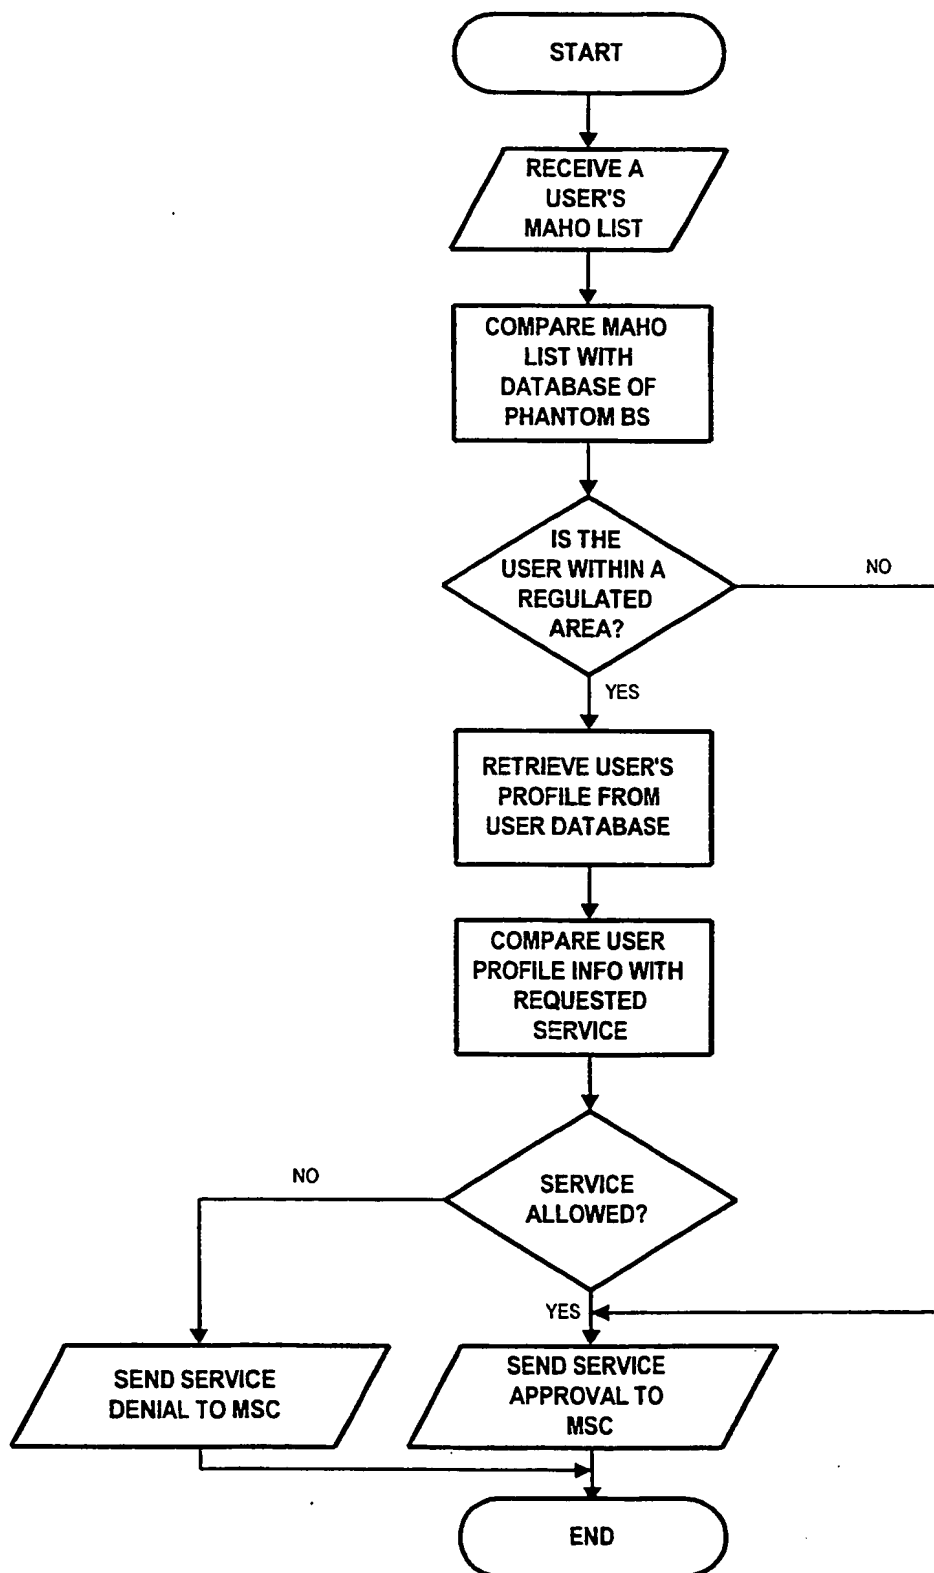 START
RECEIVE A
USER'S
MAHO LIST
COMPARE MAHO
LIST WITH
DATABASE OF
PHANTOM BS
IS THE
USER WITHIN A
REGULATED
AREA?
NO
YES
RETRIEVE USER'S
PROFILE FROM
USER DATABASE
COMPARE USER
PROFILE INFO WITH
REQUESTED
SERVICE
SERVICE
ALLOWED?
NO
YES
SEND SERVICE
DENIAL TO MSC
SEND SERVICE
APPROVAL TO
MSC
END